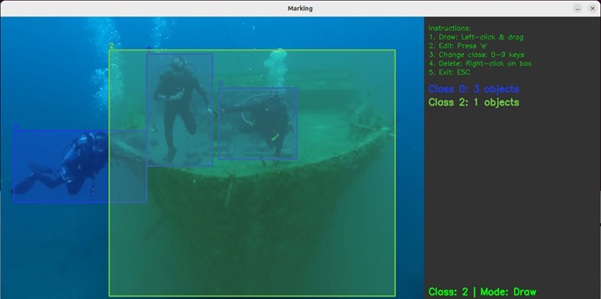 Marking
Instructions:
1. Draw: Left-click & drag
2. Edit: Press 'e'
3. Change class: 0-9 keys
4. Delete: Right-click on box
5. Exit: ESC
Class 0: 3 objects
Class 2: 1 objects
2
Class: 2 | Mode: Draw